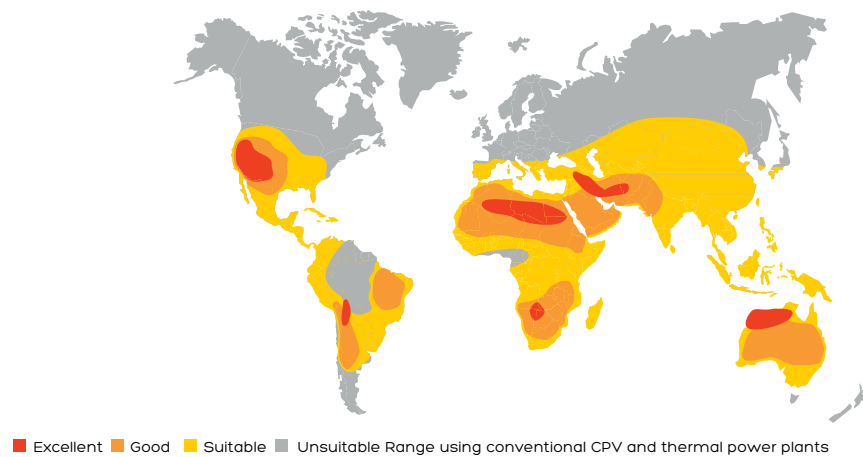 Excellent Good Suitable Unsuitable Range using conventional CPV and thermal power plants